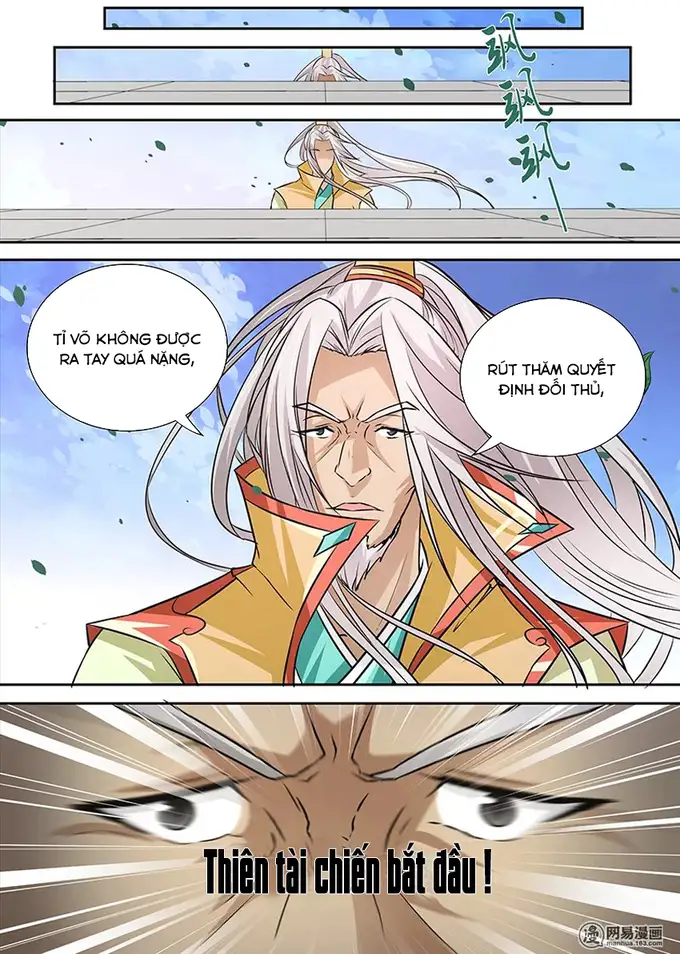 飒
飒
飒
TỈ VÕ KHÔNG ĐƯỢC
RA TAY QUÁ NẶNG,
RÚT THĂM QUYẾT
ĐỊNH ĐỐI THỦ,
Thiên tài chiến bắt đầu !
网易漫画
manhua.163.com